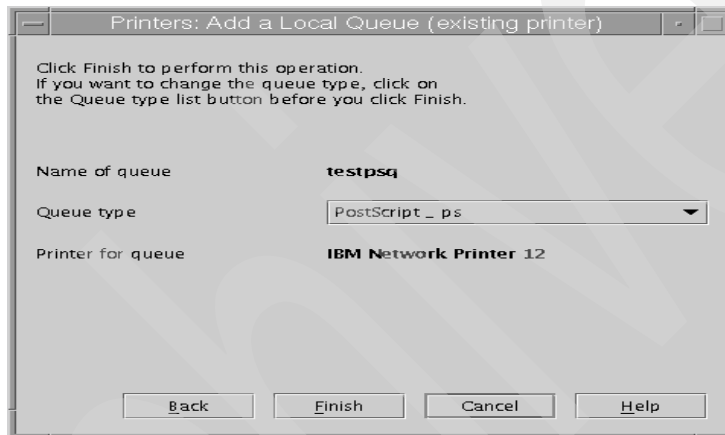 Printers: Add a Local Queue (existing printer)
Click Finish to perform this operation.
If you want to change the queue type, click on
the Queue type list button before you click Finish.
Name of queue testpsq
Queue type PostScript _ ps
Printer for queue IBM Network Printer 12
Back Finish Cancel Help